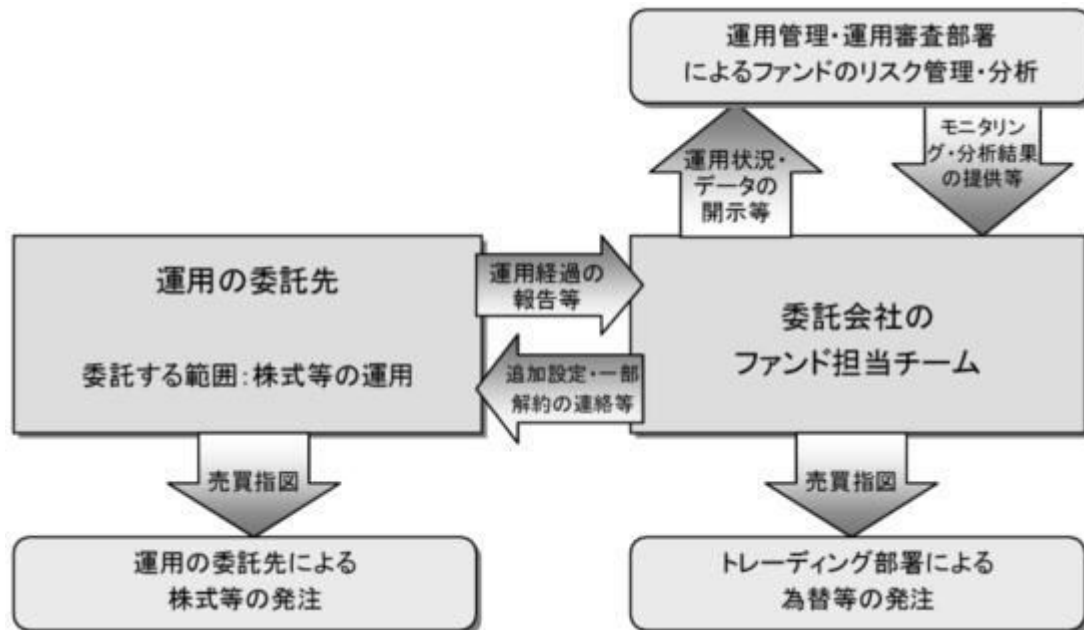 運用管理・運用審査部署
によるファンドのリスク管理・分析
運用状況・
データの
開示等
モニタリン
グ・分析結果
の提供等
運用の委託先
委託する範囲:株式等の運用
運用経過の
報告等
追加設定・一部
解約の連絡等
委託会社の
ファンド担当チーム
売買指図
売買指図
運用の委託先による
株式等の発注
トレーディング部署による
為替等の発注